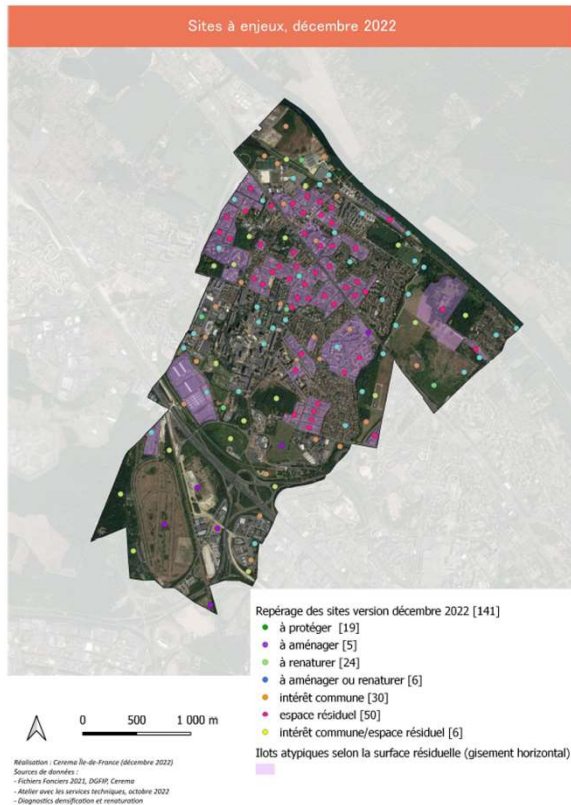 Sites à enjeux, décembre 2022
Repérage des sites version décembre 2022 [141]
à protéger [19]
à aménager [5]
à renaturer [24]
à aménager ou renaturer [6]
intérêt commune [30]
espace résiduel [50]
intérêt commune/espace résiduel [6]
Ilots atypiques selon la surface résiduelle (gisement horizontal)
0 500 1 000 m
Réalisation : Cerema Île-de-France (décembre 2022)
Sources de données :
- Fichiers Fonciers 2021, DGFIP, Cerema
- Atelier avec les services techniques, octobre 2022
- Diagnostics densification et renaturation